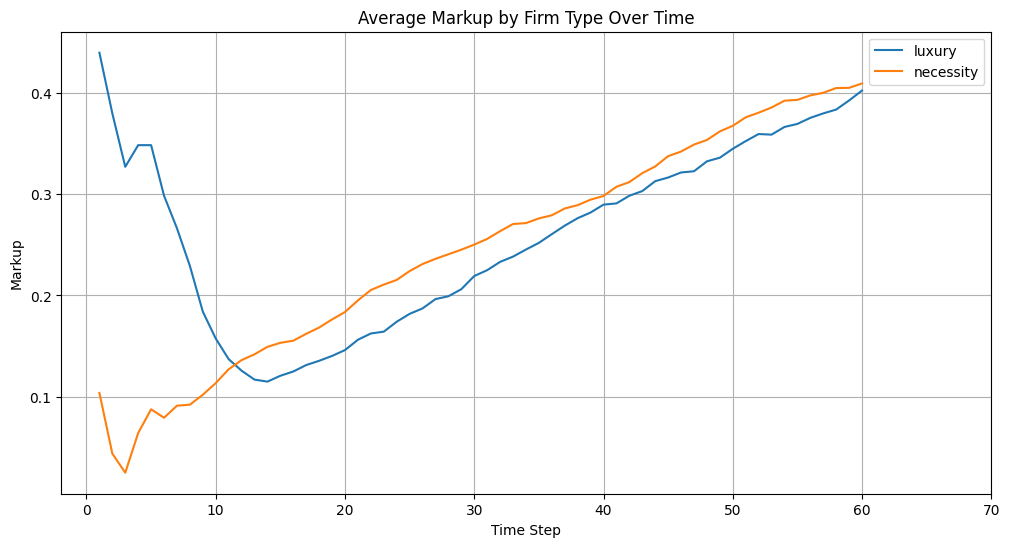 Average Markup by Firm Type Over Time
luxury
necessity
0.4
0.3
0.2
0.1
Markup
0 10 20 30 40 50 60 70
Time Step